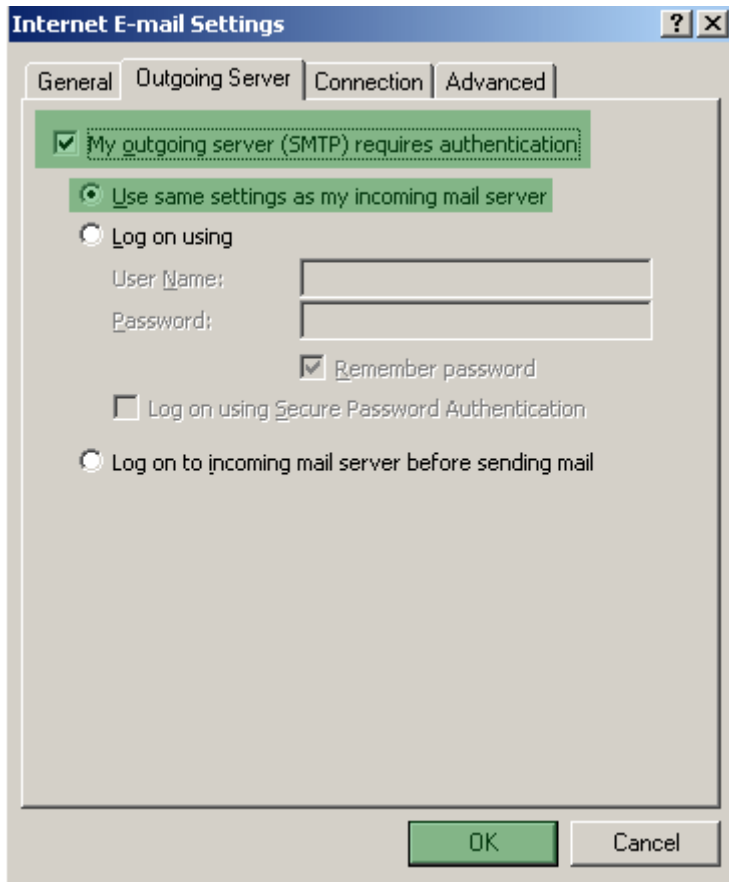 Internet E-mail Settings
General Outgoing Server Connection Advanced
My outgoing server (SMTP) requires authentication
Use same settings as my incoming mail server
Log on using
User Name:
Password:
Remember password
Log on using Secure Password Authentication
Log on to incoming mail server before sending mail
OK Cancel